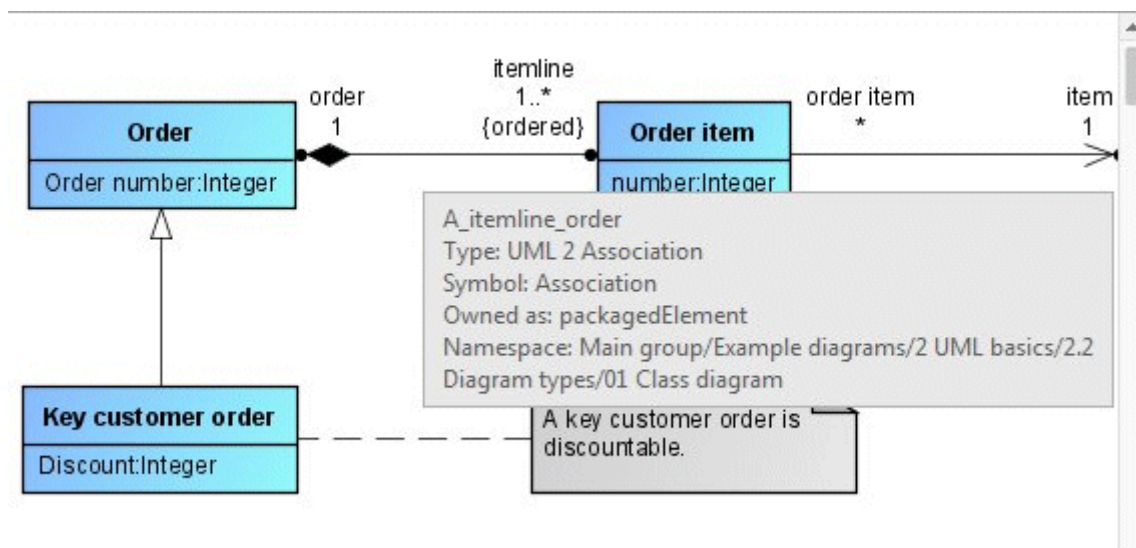 itemline
order
1..*
order item
item
1
{ordered}
*
1
Order
Order item
Order number:Integer
number:Integer
A_itemline_order
Type: UML 2 Association
Symbol: Association
Owned as: packagedElement
Namespace: Main group/Example diagrams/2 UML basics/2.2
Diagram types/01 Class diagram
Key customer order
Discount:Integer
A key customer order is
discountable.